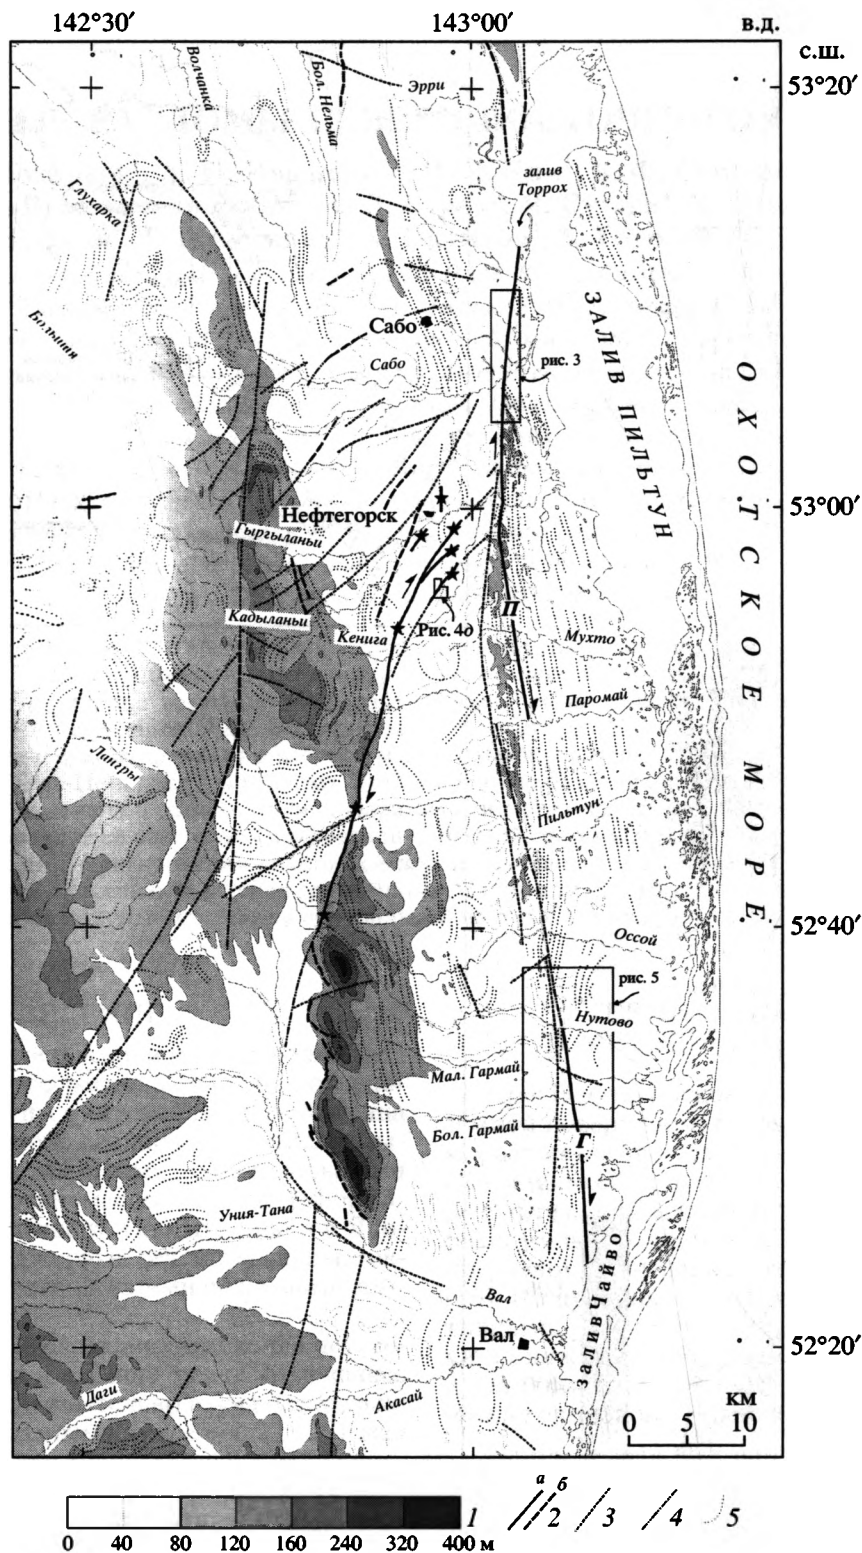 142°30′ 143°00′ в.д.
с.ш.
53°20′
Волчанка
Бол. Нельма
Эрри
залив
Торрох
Глухарка
Большая
Сабо
Сабо
рис. 3
ЗАЛИВ ПИЛЬТУН
ОХОТСКОЕ МОРЕ
53°00′
Нефтегорск
Гыргыланьи
Кадыланьи
Кенига
Рис. 4д
П
Мухто
Паромай
Лангры
Пильтун
52°40′
Оссой
рис. 5
Нутово
Мал. Гармай
Бол. Гармай
Г
Уния-Тана
Вал
Вал
залив Чайво
52°20′
Даги
Акасай
км
0 5 10
а б
1 2 3 4 5
0 40 80 120 160 240 320 400 м